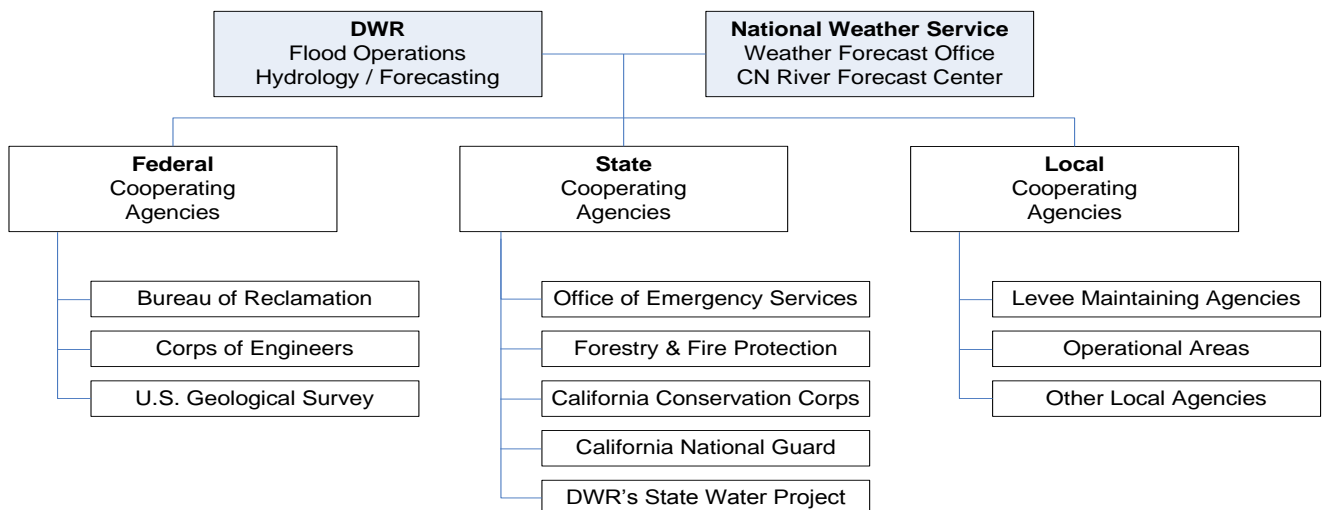 DWR
Flood Operations
Hydrology / Forecasting
National Weather Service
Weather Forecast Office
CN River Forecast Center
Federal
Cooperating
Agencies
State
Cooperating
Agencies
Local
Cooperating
Agencies
Bureau of Reclamation
Corps of Engineers
U.S. Geological Survey
Office of Emergency Services
Forestry & Fire Protection
California Conservation Corps
California National Guard
DWR’s State Water Project
Levee Maintaining Agencies
Operational Areas
Other Local Agencies